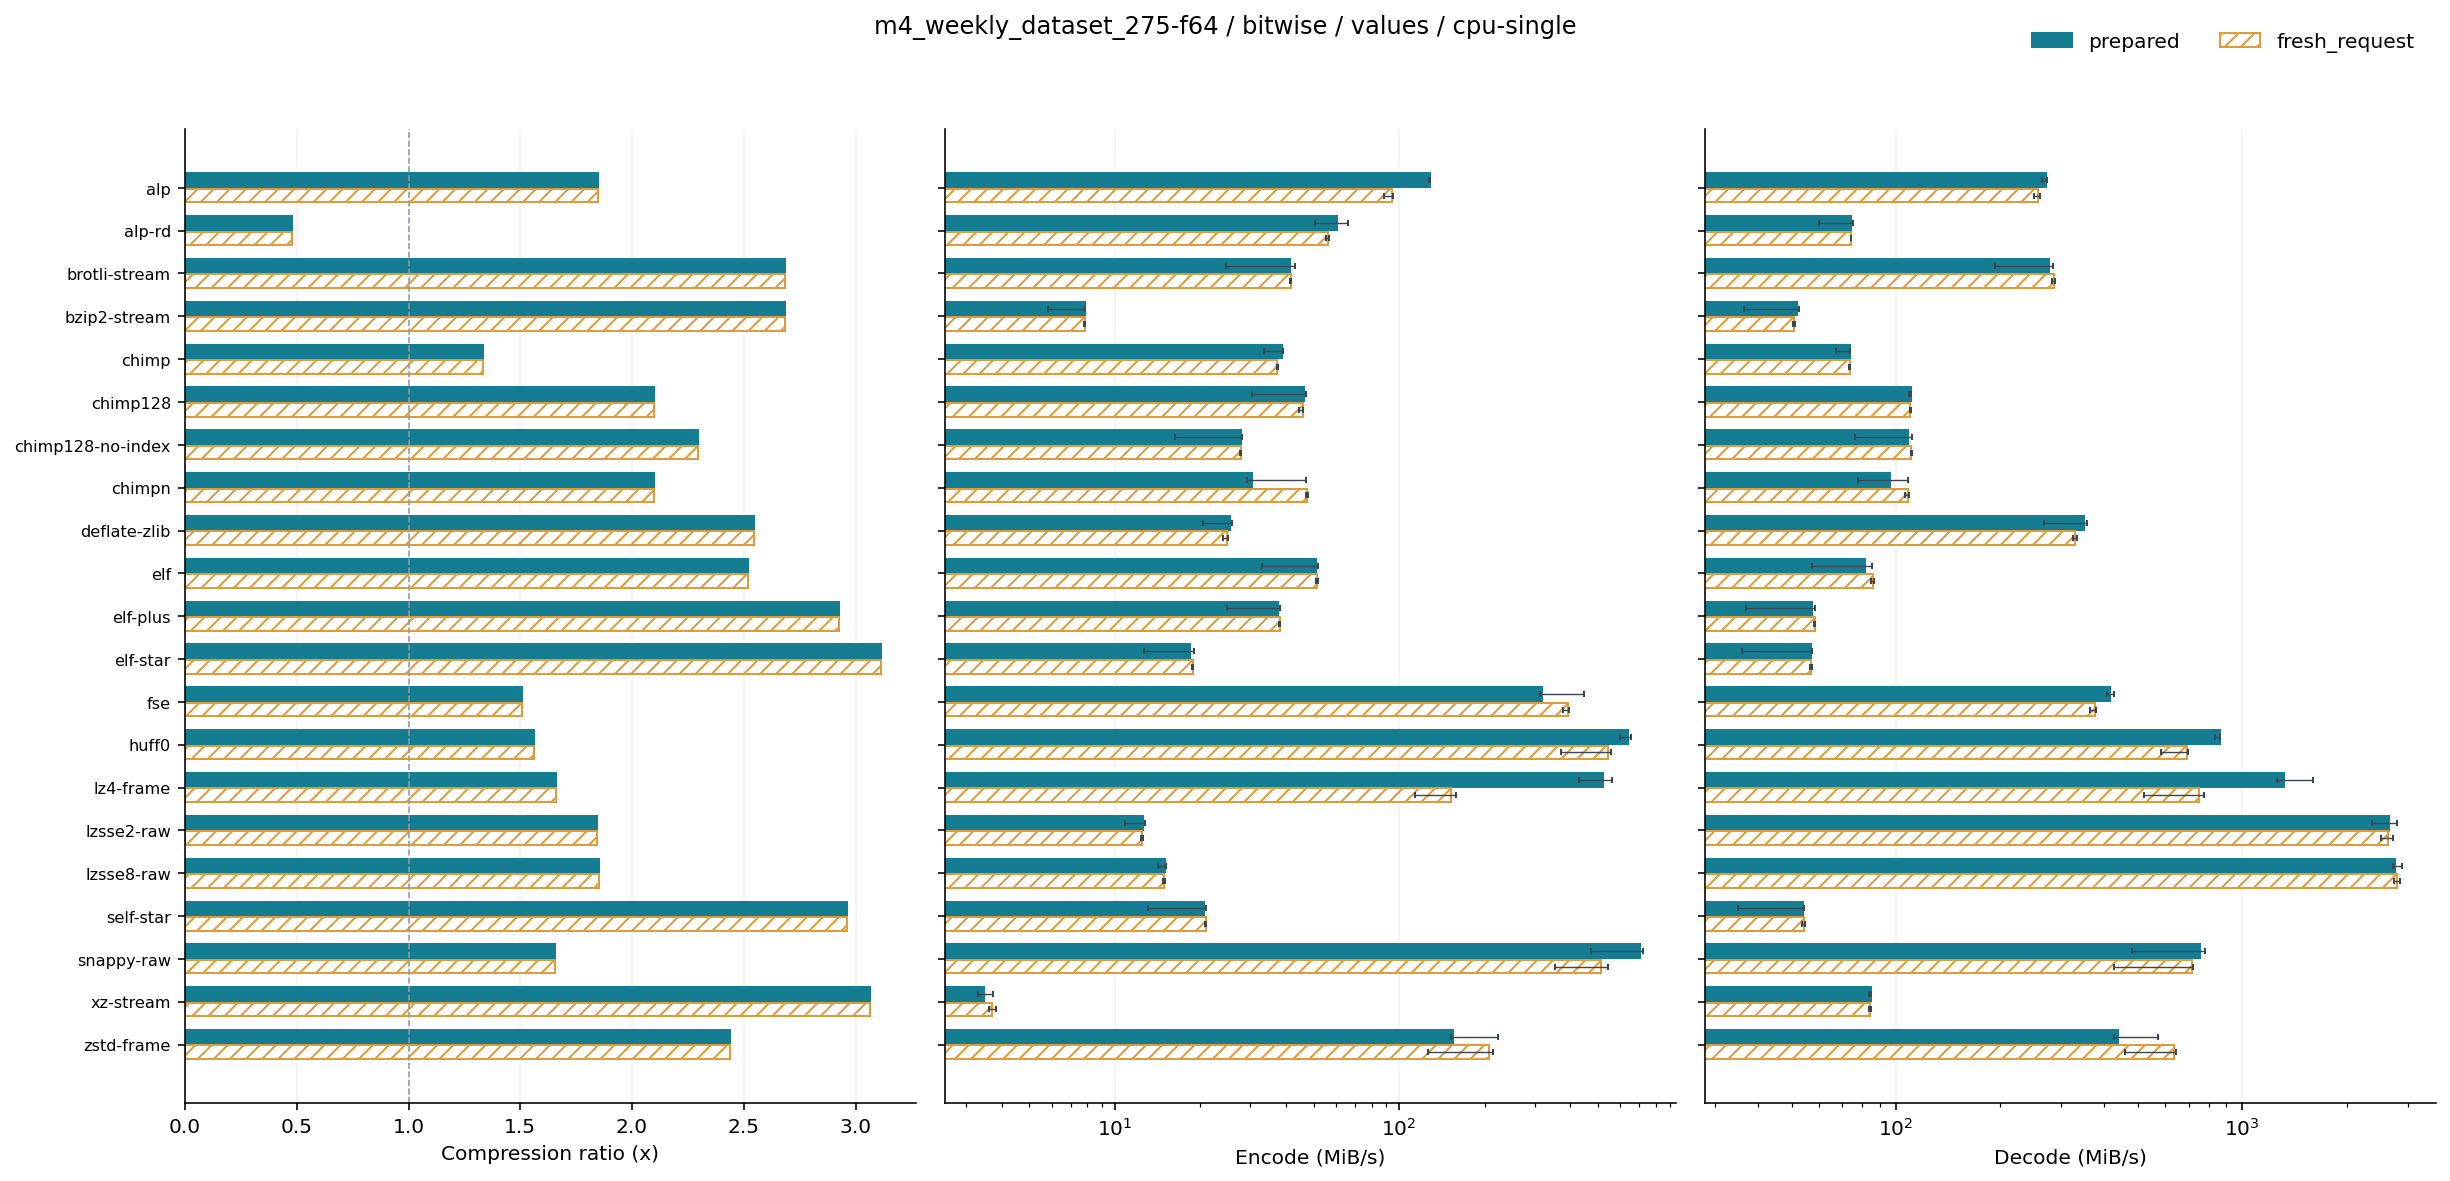 m4_weekly_dataset_275-f64 / bitwise / values / cpu-single
prepared
fresh_request
alp
alp-rd
brotli-stream
bzip2-stream
chimp
chimp128
chimp128-no-index
chimpn
deflate-zlib
elf
elf-plus
elf-star
fse
huff0
lz4-frame
lzsse2-raw
lzsse8-raw
self-star
snappy-raw
xz-stream
zstd-frame
0.0 0.5 1.0 1.5 2.0 2.5 3.0
Compression ratio (x)
10¹ 10²
Encode (MiB/s)
10² 10³
Decode (MiB/s)